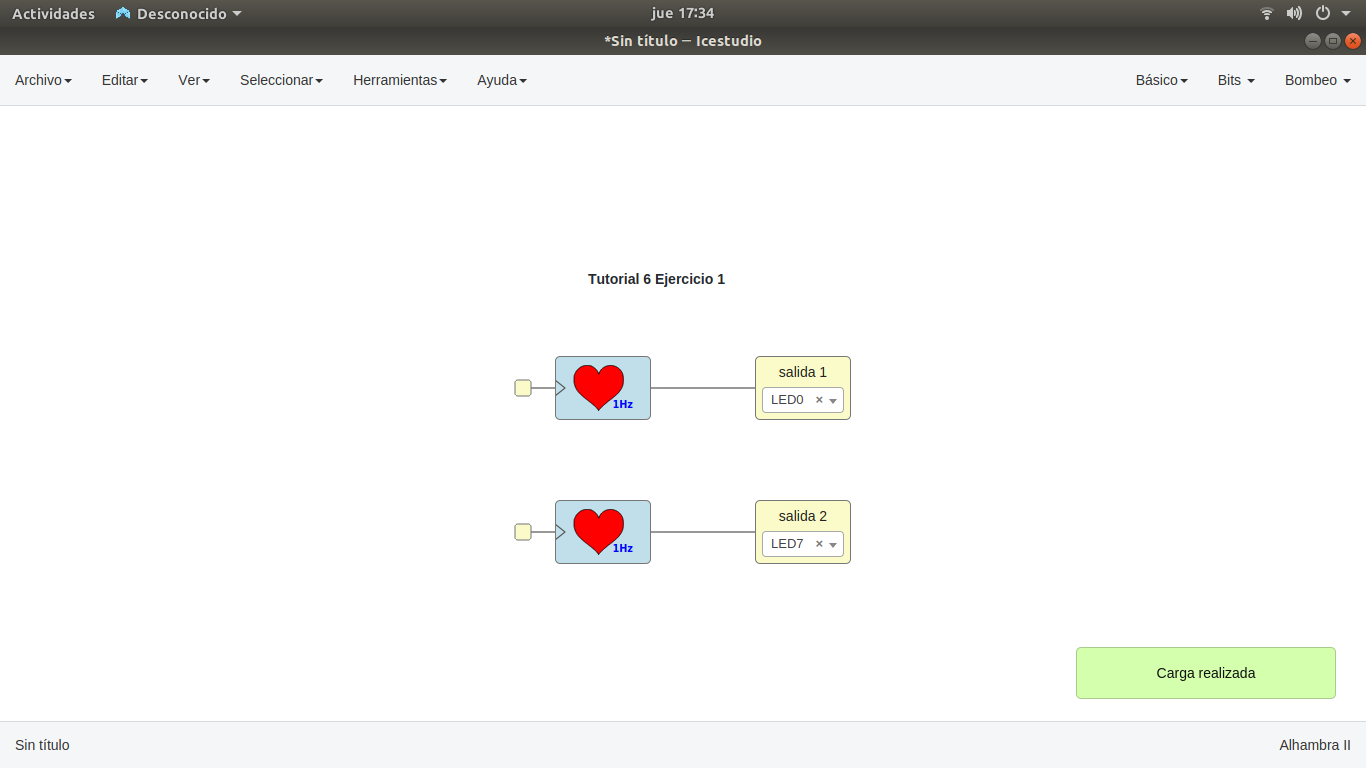 Actividades Desconocido jue 17:34
*Sin título – Icestudio
Archivo Editar Ver Seleccionar Herramientas Ayuda Básico Bits Bombeo
Tutorial 6 Ejercicio 1
1Hz
salida 1
LED0 ×
1Hz
salida 2
LED7 ×
Carga realizada
Sin título Alhambra II